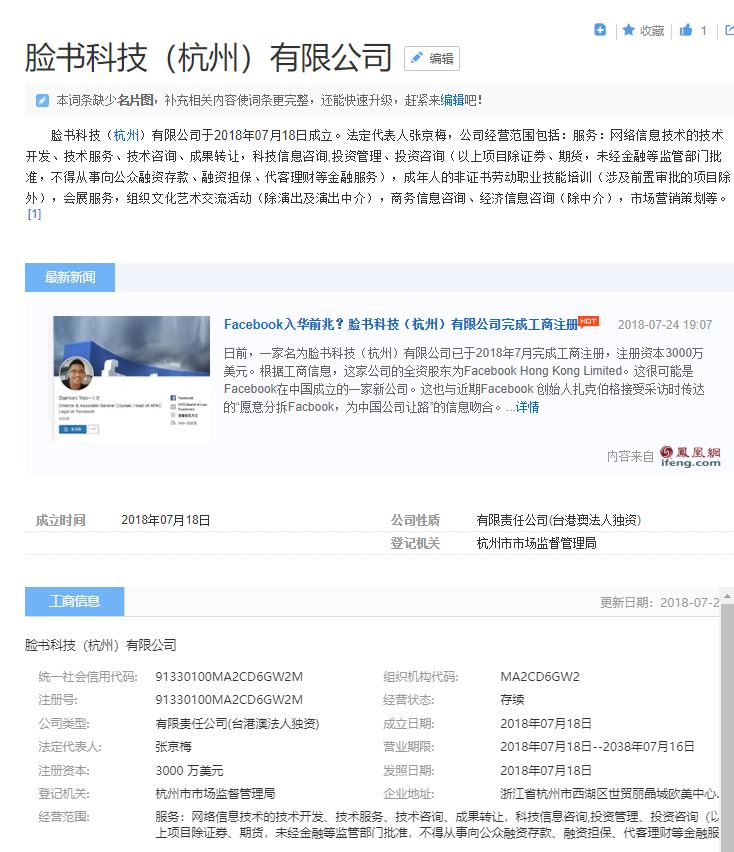 收藏 1
脸书科技（杭州）有限公司 编辑
本词条缺少名片图，补充相关内容使词条更完整，还能快速升级，赶紧来编辑吧！
脸书科技（杭州）有限公司于2018年07月18日成立。法定代表人张京梅，公司经营范围包括：服务：网络信息技术的技术
开发、技术服务、技术咨询、成果转让，科技信息咨询,投资管理、投资咨询（以上项目除证券、期货，未经金融等监管部门批
准，不得从事向公众融资存款、融资担保、代客理财等金融服务），成年人的非证书劳动职业技能培训（涉及前置审批的项目除
外），会展服务，组织文化艺术交流活动（除演出及演出中介），商务信息咨询、经济信息咨询（除中介），市场营销策划等。
[1]
最新新闻
Facebook入华前兆？脸书科技（杭州）有限公司完成工商注册 HOT 2018-07-24 19:07
日前，一家名为脸书科技（杭州）有限公司已于2018年7月完成工商注册，注册资本3000万
美元。根据工商信息，这家公司的全资股东为Facebook Hong Kong Limited。这很可能是
Facebook在中国成立的一家新公司。这也与近期Facebook 创始人扎克伯格接受采访时传达
的“愿意分拆Facbook，为中国公司让路”的信息吻合。...详情
Damian Yeo
Director & Associate General Counsel, Head of APAC
Legal at Facebook
Facebook
内容来自 鳳凰網
ifeng.com
成立时间 2018年07月18日 公司性质 有限责任公司(台港澳法人独资)
登记机关 杭州市市场监督管理局
工商信息 更新日期：2018-07-2
脸书科技（杭州）有限公司
统一社会信用代码: 91330100MA2CD6GW2M 组织机构代码: MA2CD6GW2
注册号: 91330100MA2CD6GW2M 经营状态: 存续
公司类型: 有限责任公司(台港澳法人独资) 成立日期: 2018年07月18日
法定代表人: 张京梅 营业期限: 2018年07月18日--2038年07月16日
注册资本: 3000 万美元 发照日期: 2018年07月18日
登记机关: 杭州市市场监督管理局 企业地址: 浙江省杭州市西湖区世贸丽晶城欧美中心.
经营范围: 服务：网络信息技术的技术开发、技术服务、技术咨询、成果转让，科技信息咨询,投资管理、投资咨询（以
上项目除证券、期货，未经金融等监管部门批准，不得从事向公众融资存款、融资担保、代客理财等金融服